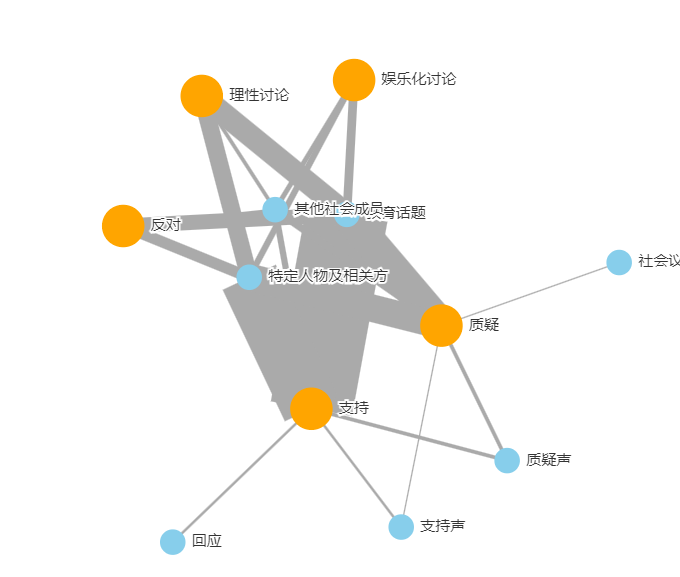 娱乐化讨论
理性讨论
其他社会成员
育话题
反对
社会议
特定人物及相关方
质疑
支持
质疑声
支持声
回应